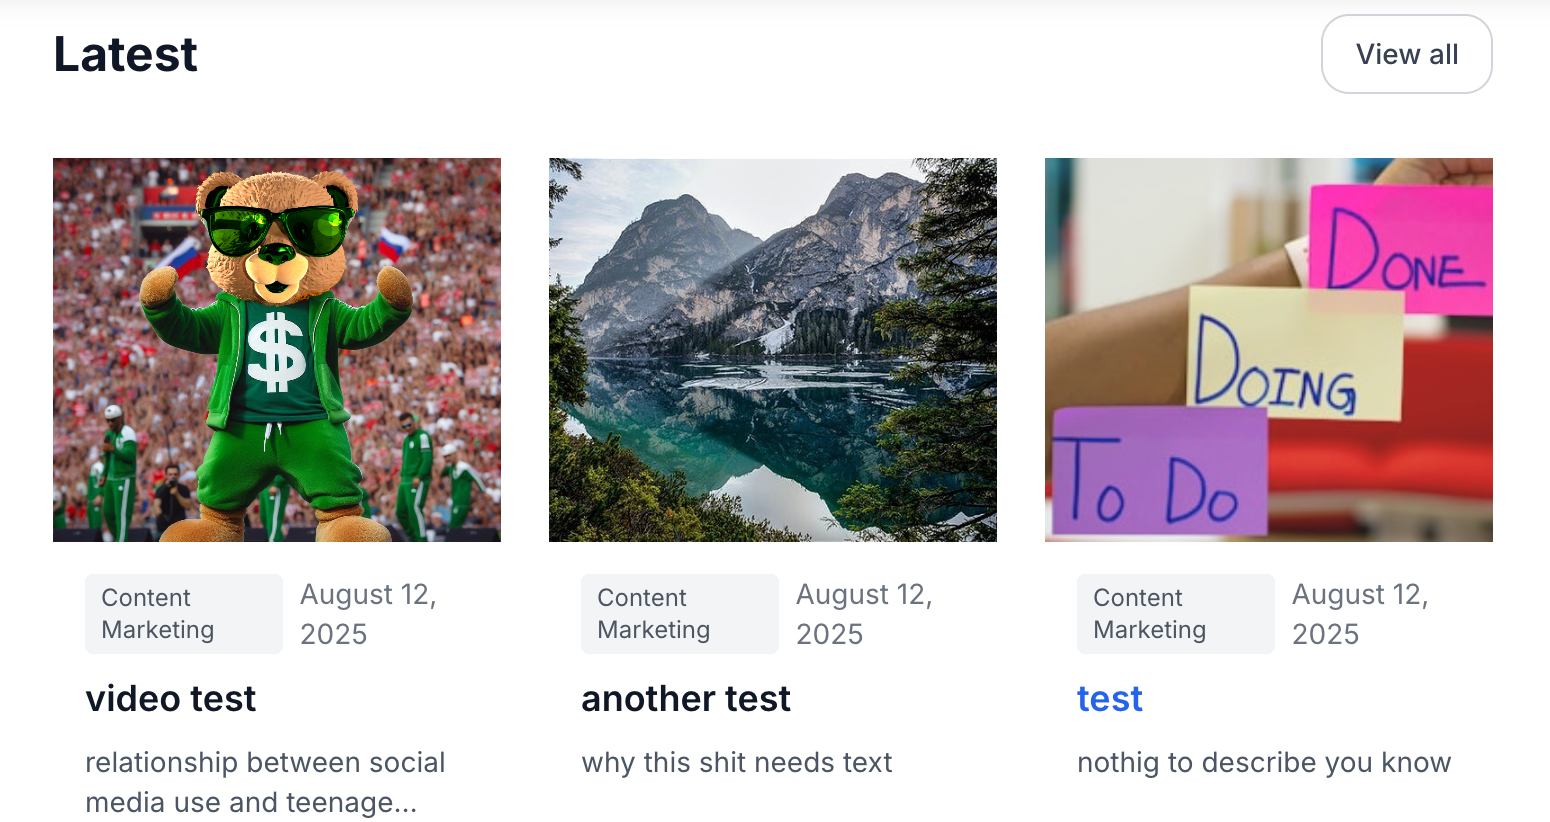 Latest
View all
$
DONE
DOING
TO DO
Content
Marketing
August 12,
2025
video test
relationship between social
media use and teenage...
Content
Marketing
August 12,
2025
another test
why this shit needs text
Content
Marketing
August 12,
2025
test
nothig to describe you know